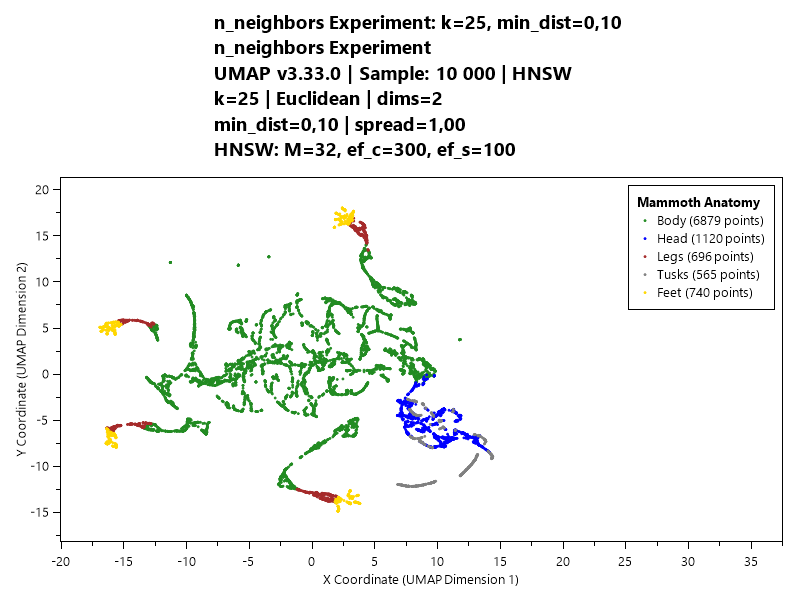 n_neighbors Experiment: k=25, min_dist=0,10
n_neighbors Experiment
UMAP v3.33.0 | Sample: 10 000 | HNSW
k=25 | Euclidean | dims=2
min_dist=0,10 | spread=1,00
HNSW: M=32, ef_c=300, ef_s=100
Mammoth Anatomy
Body (6879 points)
Head (1120 points)
Legs (696 points)
Tusks (565 points)
Feet (740 points)
Y Coordinate (UMAP Dimension 2)
20
15
10
5
0
-5
-10
-15
-20 -15 -10 -5 0 5 10 15 20 25 30 35
X Coordinate (UMAP Dimension 1)